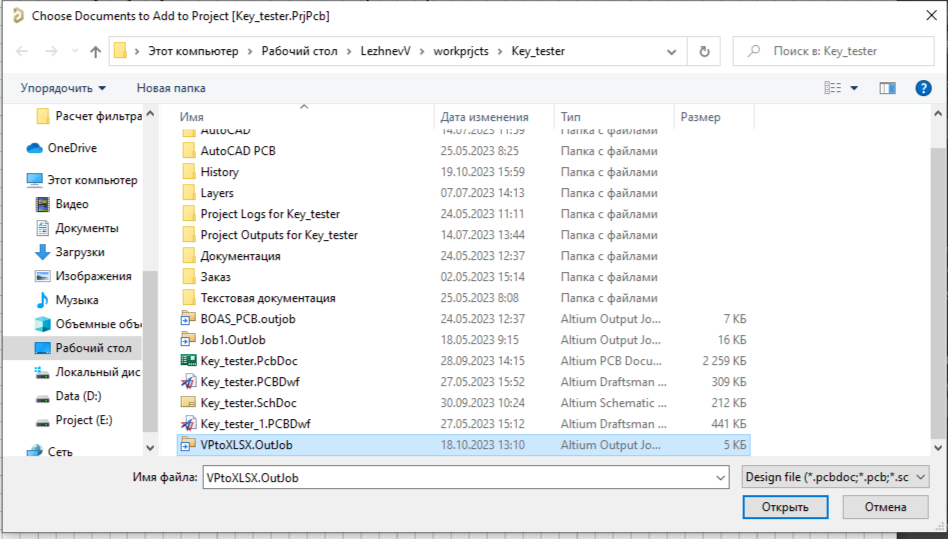 Choose Documents to Add to Project [Key_tester.PrjPcb]
Этот компьютер > Рабочий стол > LezhnevV > workprjcts > Key_tester
Поиск в: Key_tester
Упорядочить Новая папка
Имя Дата изменения Тип Размер
Расчет фильтра
OneDrive
Этот компьютер
Видео
Документы
Загрузки
Изображения
Музыка
Объемные объ
Рабочий стол
Локальный дис
Data (D:)
Project (E:)
Сеть
AutoCAD 14.07.2023 11:59 Папка с файлами
AutoCAD PCB 25.05.2023 8:25 Папка с файлами
History 19.10.2023 15:59 Папка с файлами
Layers 07.07.2023 14:13 Папка с файлами
Project Logs for Key_tester 24.05.2023 11:11 Папка с файлами
Project Outputs for Key_tester 14.07.2023 13:44 Папка с файлами
Документация 24.05.2023 12:37 Папка с файлами
Заказ 02.05.2023 15:14 Папка с файлами
Текстовая документация 25.05.2023 8:08 Папка с файлами
BOAS_PCB.outjob 24.05.2023 12:37 Altium Output Jo... 7 КБ
Job1.OutJob 18.05.2023 9:15 Altium Output Jo... 16 КБ
Key_tester.PcbDoc 28.09.2023 14:15 Altium PCB Docu... 2 259 КБ
Key_tester.PCBDwf 27.05.2023 15:52 Altium Draftsman ... 309 КБ
Key_tester.SchDoc 30.09.2023 10:24 Altium Schematic ... 212 КБ
Key_tester_1.PCBDwf 27.05.2023 15:12 Altium Draftsman ... 441 КБ
VPtoXLSX.OutJob 18.10.2023 13:10 Altium Output Jo... 5 КБ
Имя файла: VPtoXLSX.OutJob Design file (*.pcbdoc;*.pcb;*.sc
Открыть Отмена